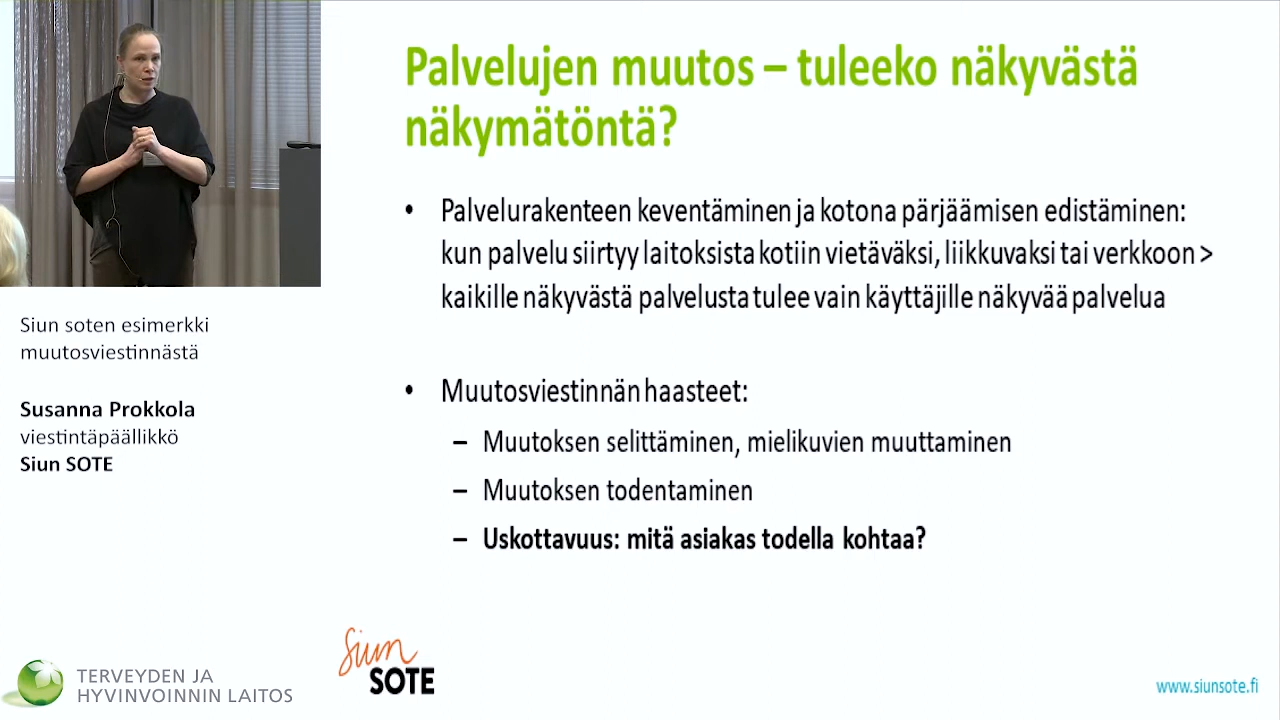 Palvelujen muutos – tuleeko näkyvästä
näkymätöntä?
• Palvelurakenteen keventäminen ja kotona pärjäämisen edistäminen:
kun palvelu siirtyy laitoksista kotiin vietäväksi, liikkuvaksi tai verkkoon >
kaikille näkyvästä palvelusta tulee vain käyttäjille näkyvää palvelua
• Muutosviestinnän haasteet:
– Muutoksen selittäminen, mielikuvien muuttaminen
– Muutoksen todentaminen
– Uskottavuus: mitä asiakas todella kohtaa?
Siun soten esimerkki
muutosviestinnästä
Susanna Prokkola
viestintäpäällikkö
Siun SOTE
TERVEYDEN JA
HYVINVOINNIN LAITOS
Siun
SOTE
www.siunsote.fi